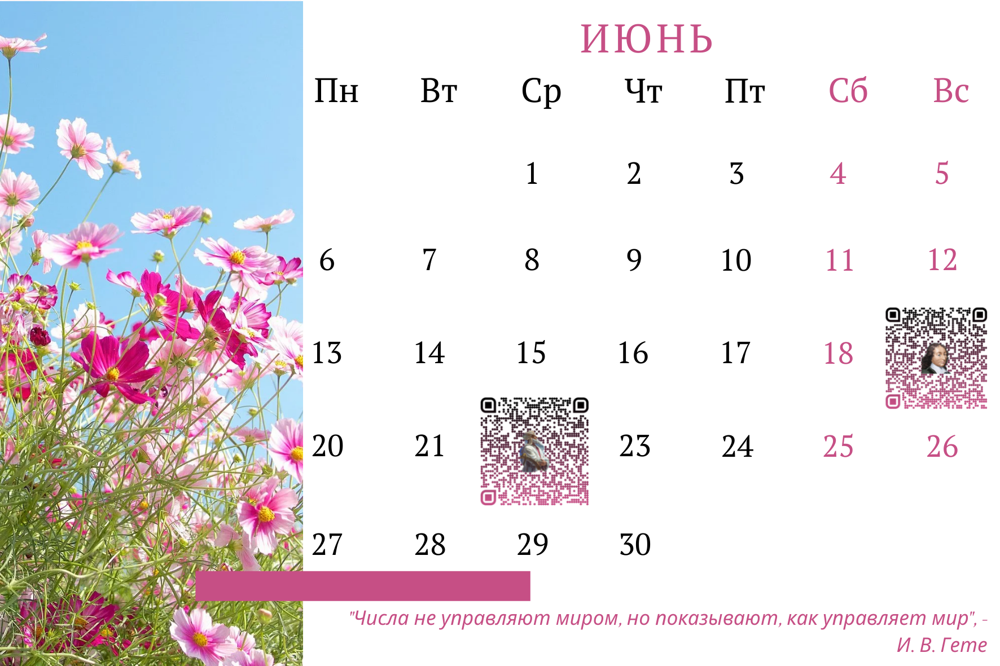 ИЮНЬ
Пн Вт Ср Чт Пт Сб Вс
1 2 3 4 5
6 7 8 9 10 11 12
13 14 15 16 17 18
20 21 23 24 25 26
27 28 29 30
"Числа не управляют миром, но показывают, как управляет мир", -
И. В. Гете